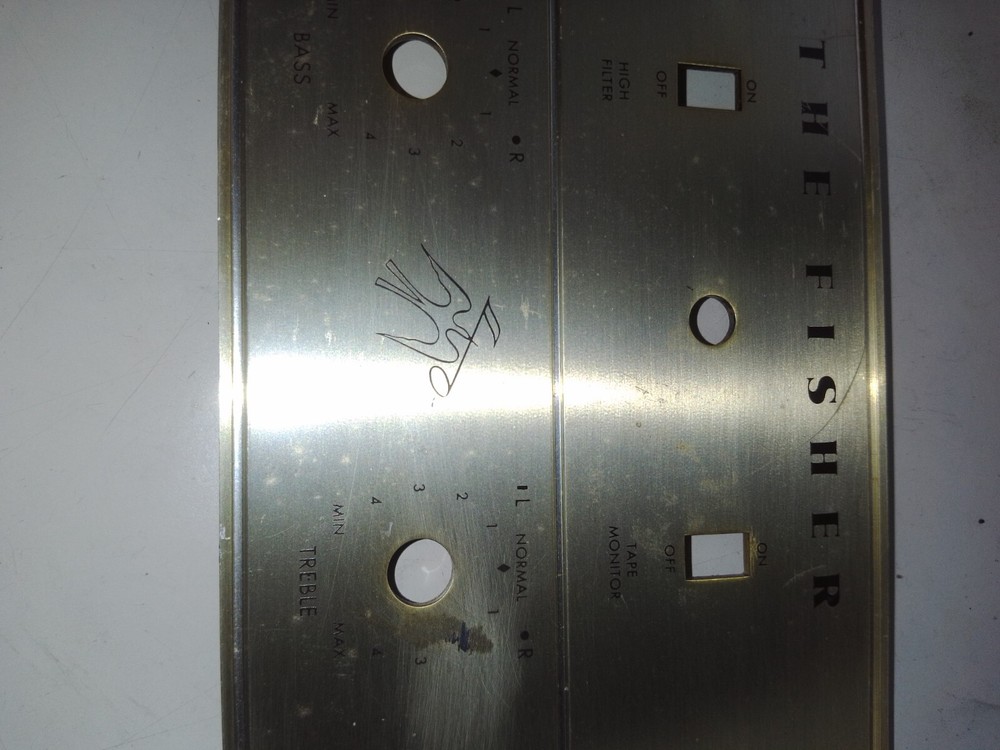 THE FISHER
ON
OFF
HIGH
FILTER
ON
OFF
TAPE
MONITOR
L NORMAL R
1 1
2
3
4
MIN MAX
BASS
L NORMAL R
1 1
2
3 3
4 4
MIN MAX
TREBLE